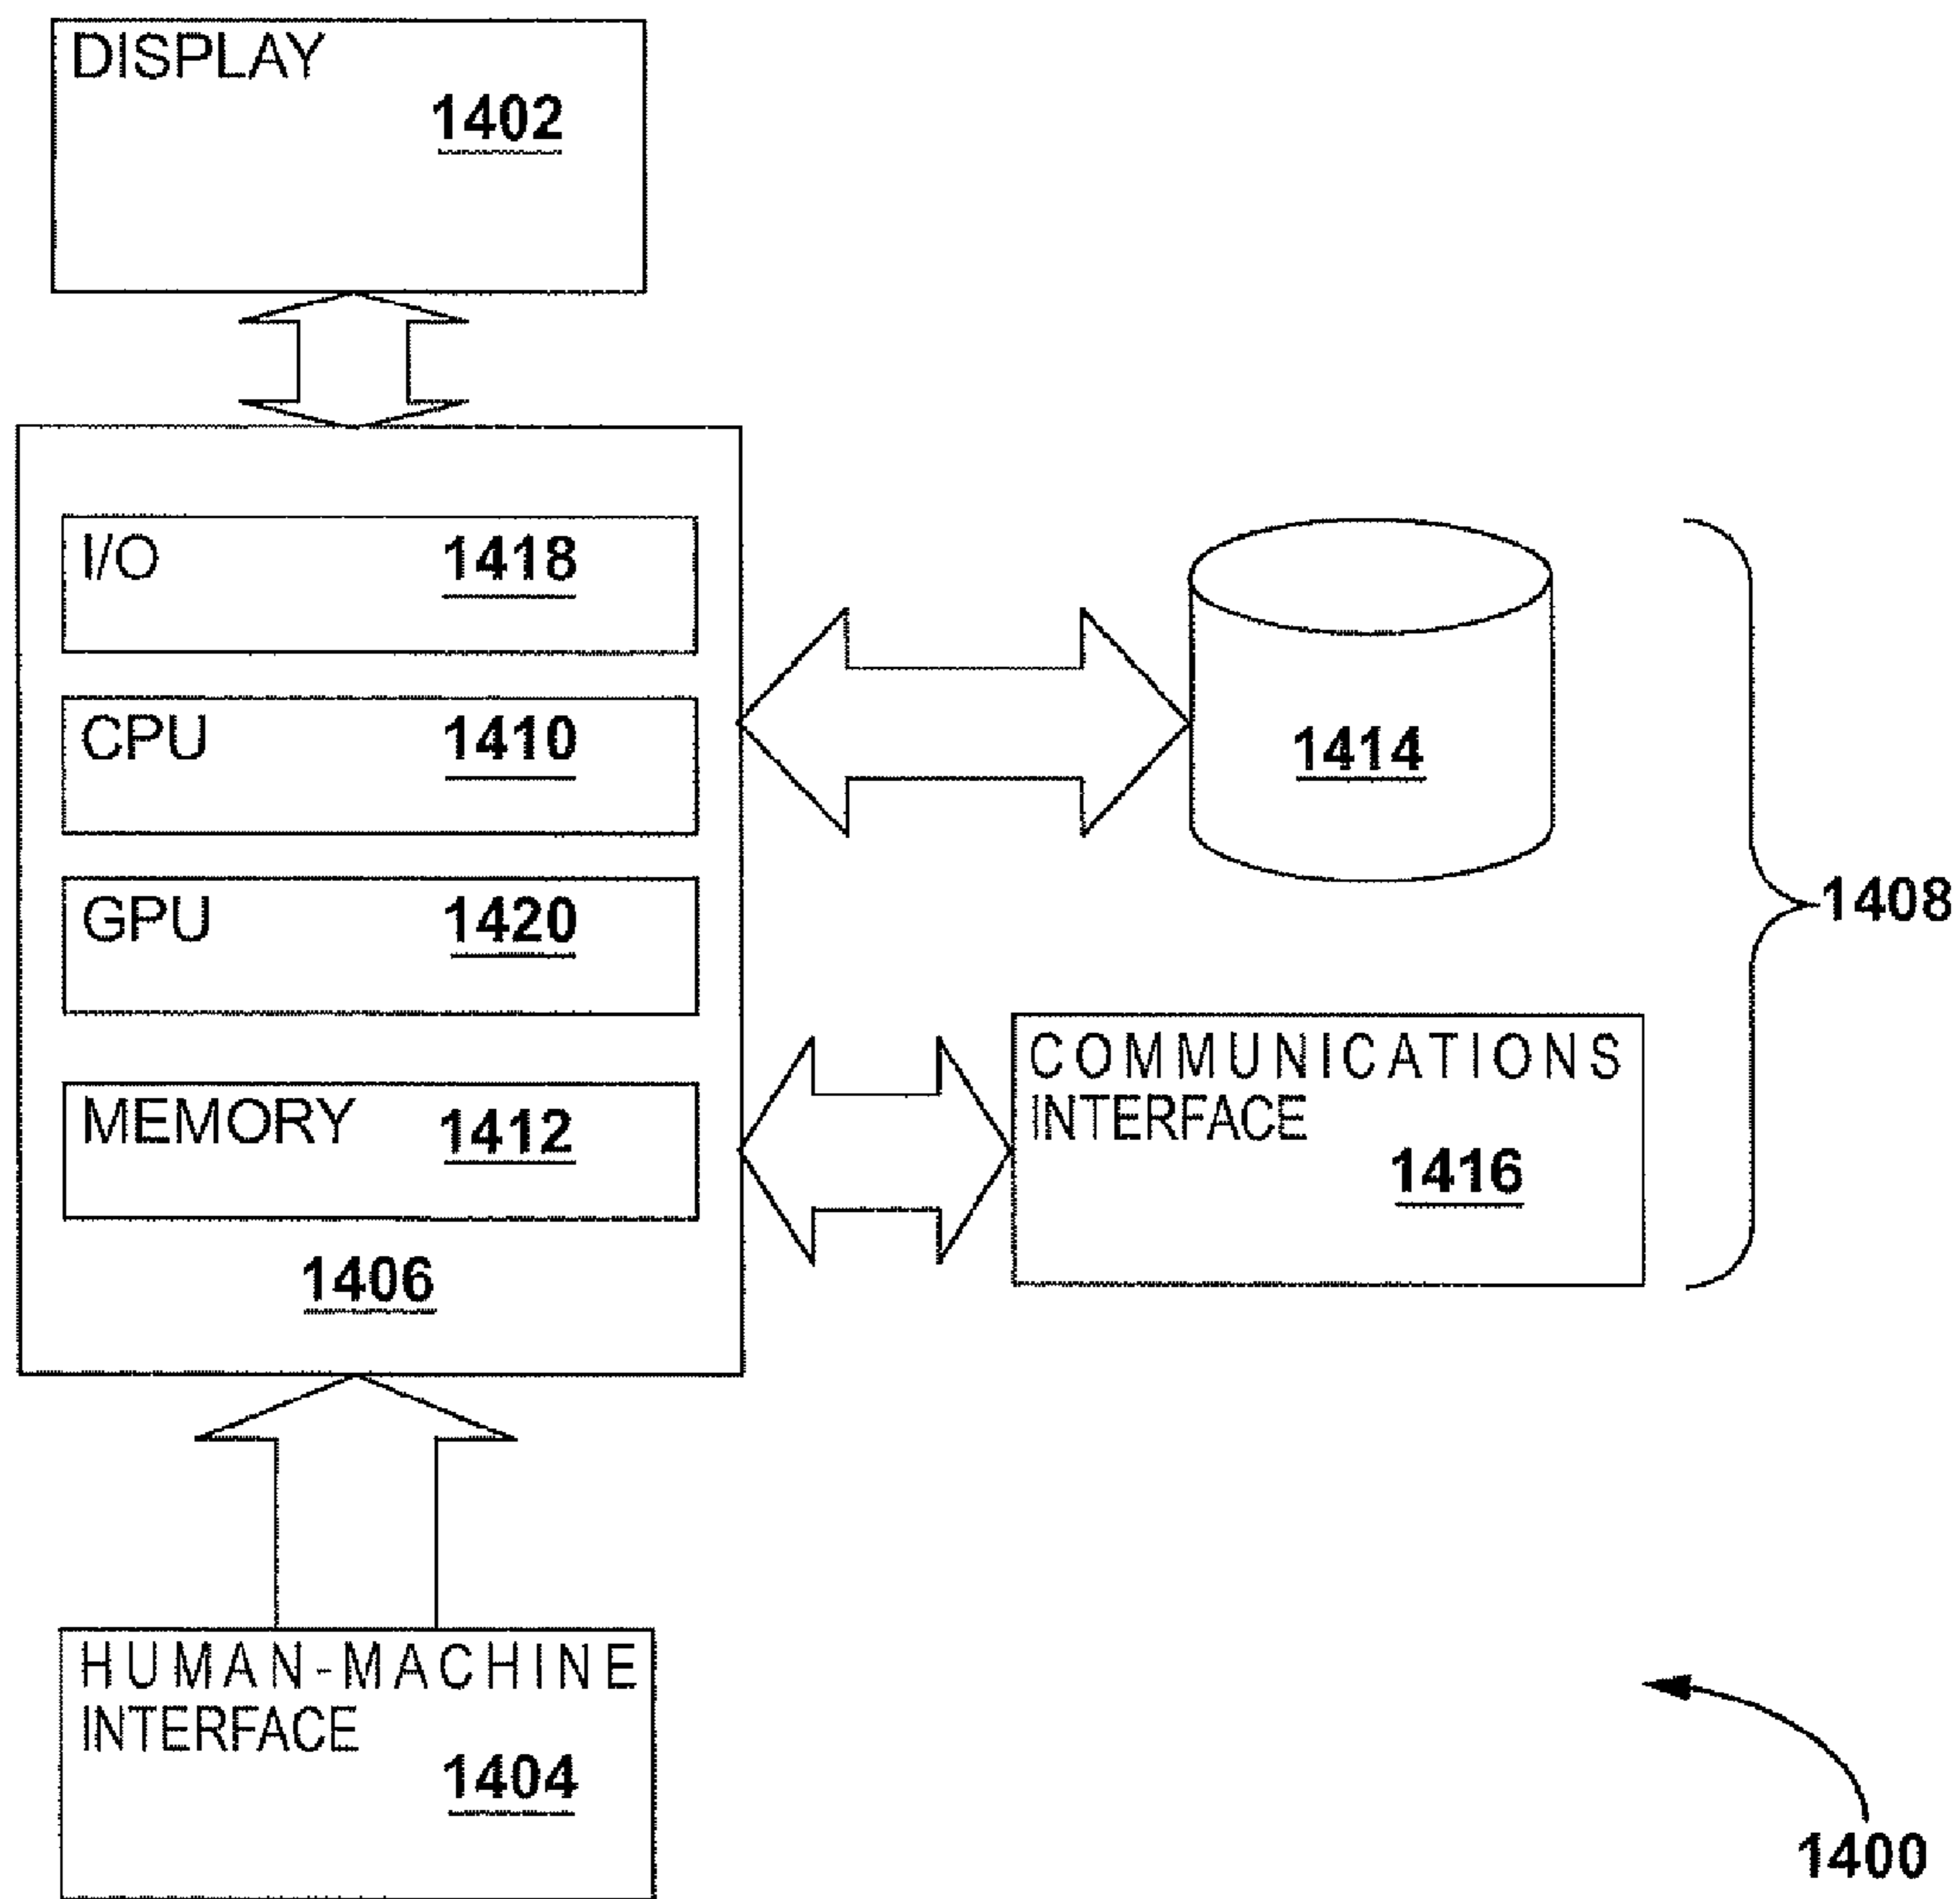 DISPLAY
1402
I/O 1418
CPU 1410
GPU 1420
MEMORY 1412
1406
1414
COMMUNICATIONS
INTERFACE
1416
1408
HUMAN-MACHINE
INTERFACE
1404
1400